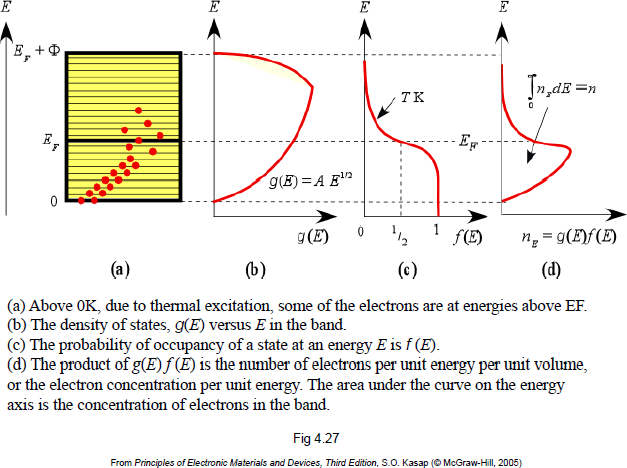 E
E
E
E
E_F + Φ
T K
∫₀ n_E dE = n
E_F
E_F
g(E) = A E^1/2
0
0
1/2
1
g(E)
f(E)
n_E = g(E)f(E)
(a)
(b)
(c)
(d)
(a) Above 0K, due to thermal excitation, some of the electrons are at energies above EF.
(b) The density of states, g(E) versus E in the band.
(c) The probability of occupancy of a state at an energy E is f (E).
(d) The product of g(E) f (E) is the number of electrons per unit energy per unit volume,
or the electron concentration per unit energy. The area under the curve on the energy
axis is the concentration of electrons in the band.
Fig 4.27
From Principles of Electronic Materials and Devices, Third Edition, S.O. Kasap (© McGraw-Hill, 2005)